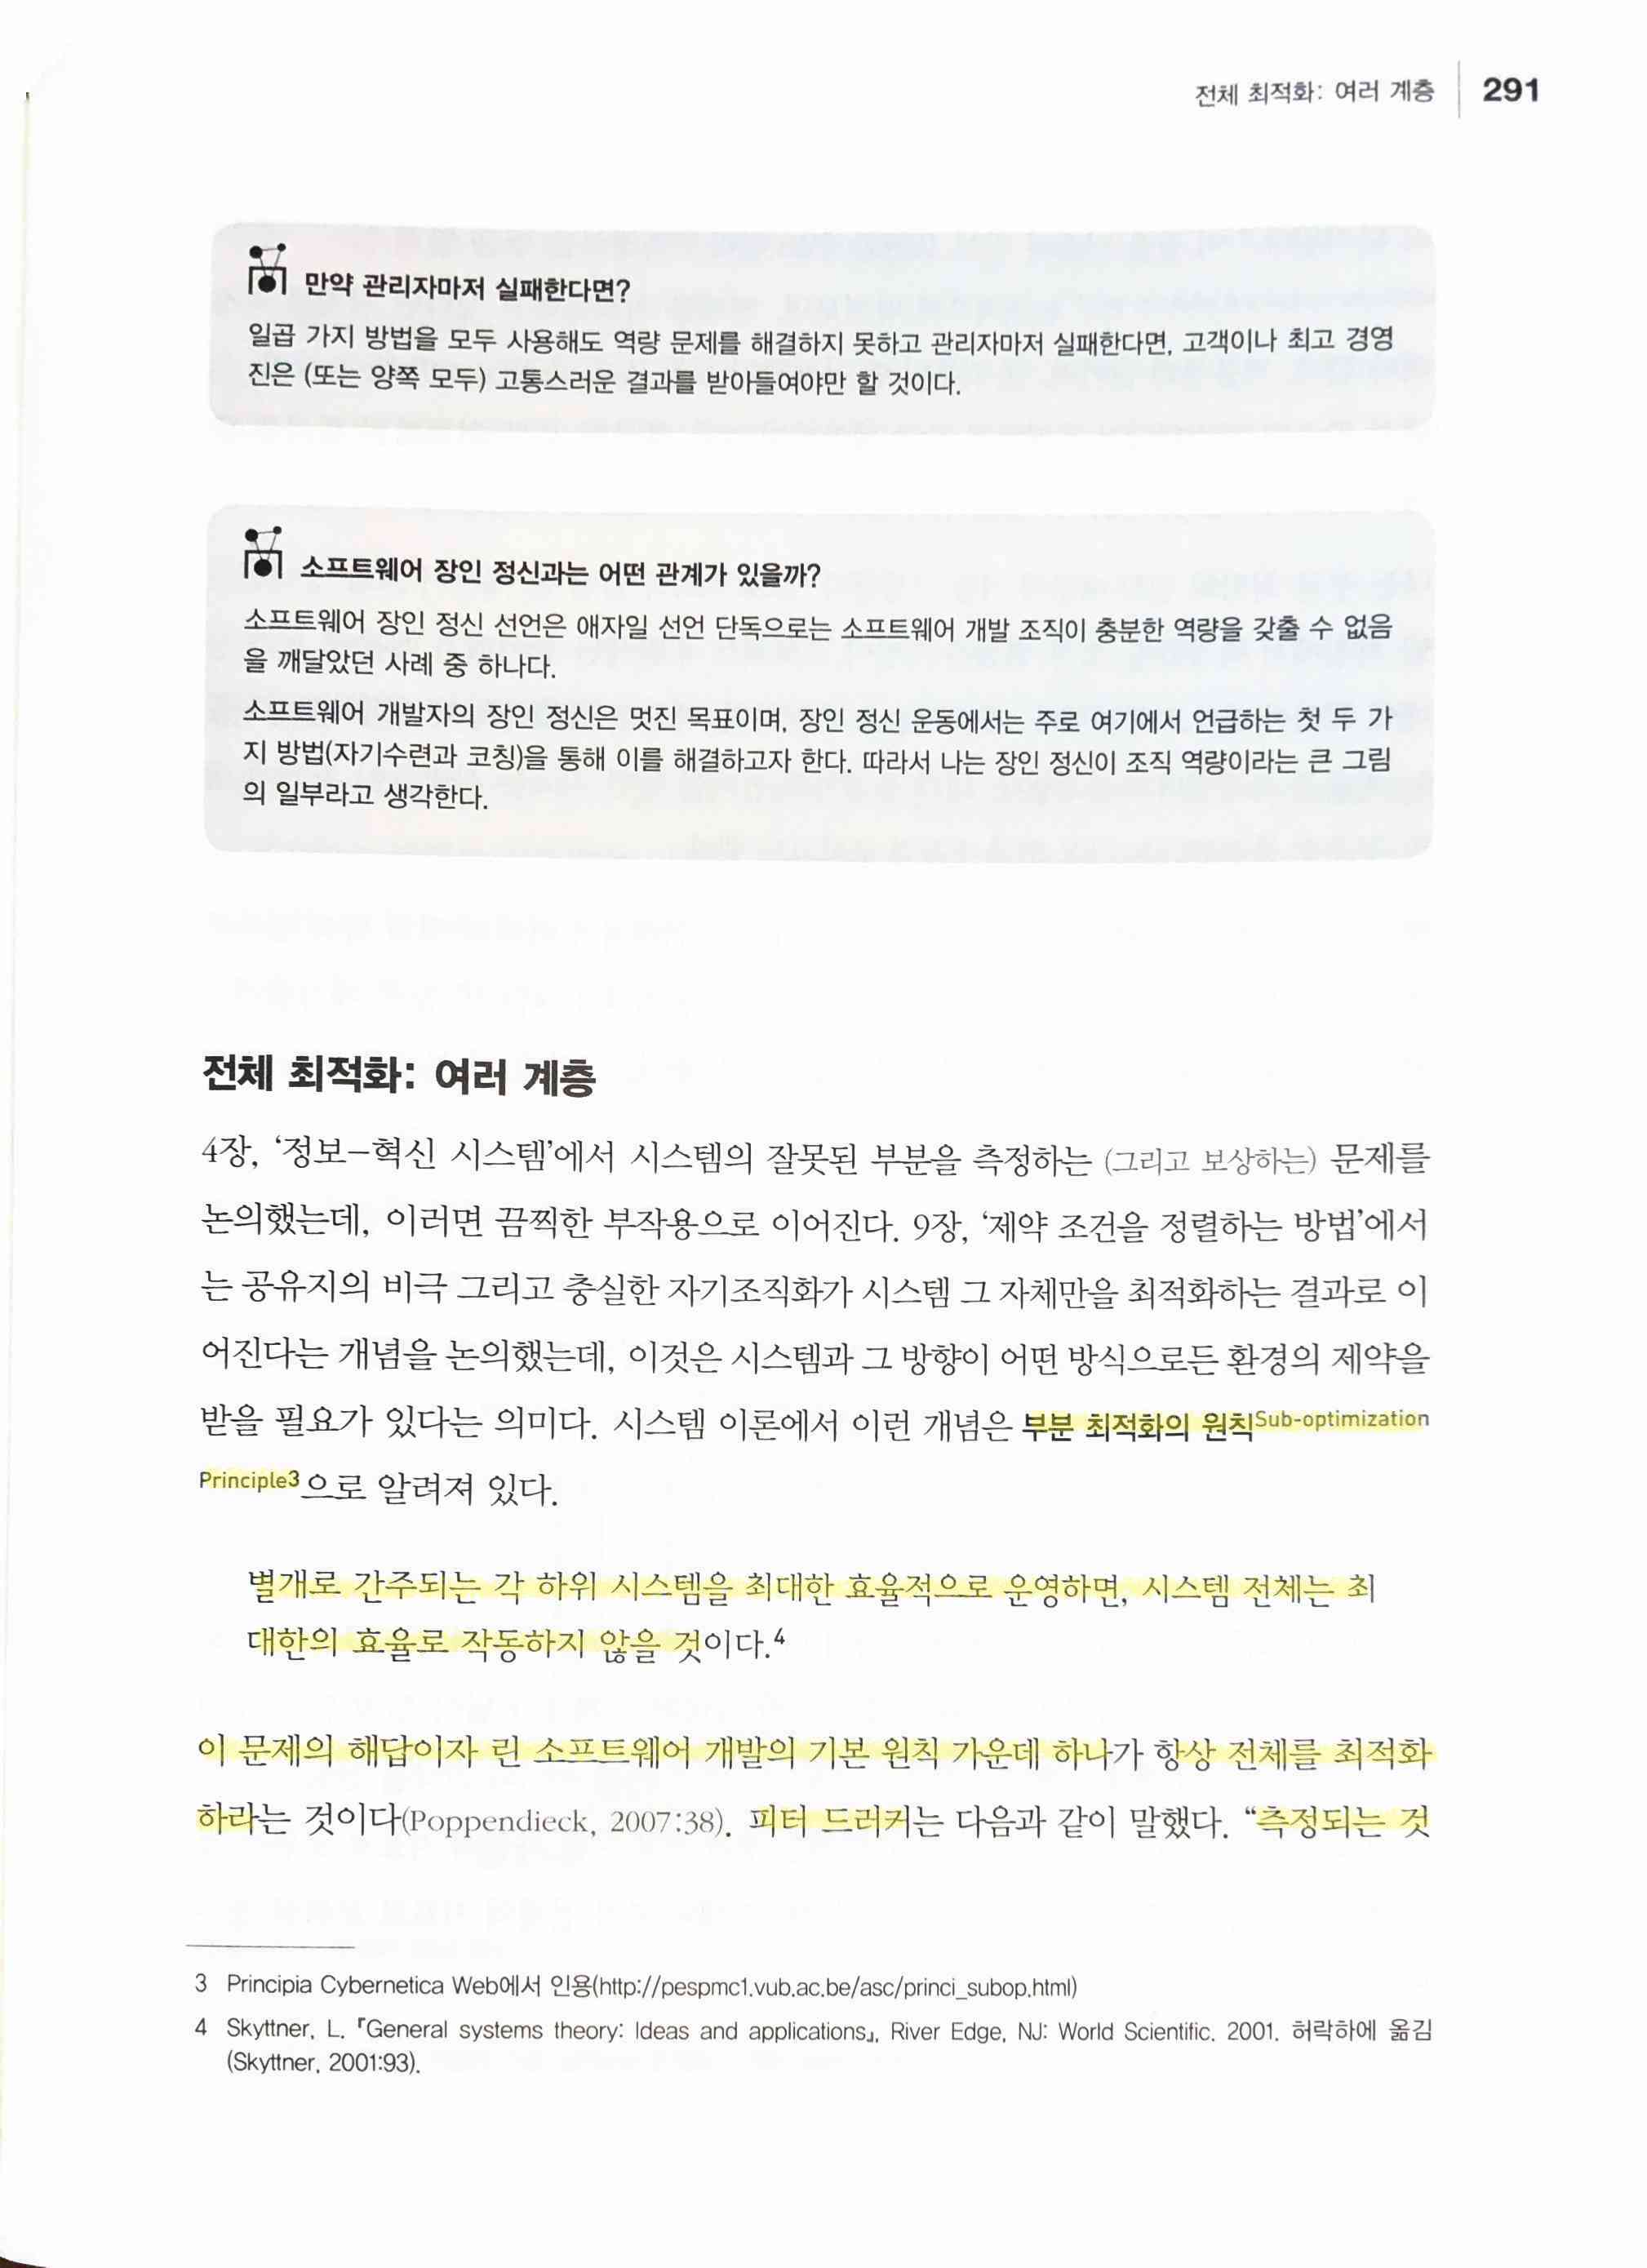 전체 최적화: 여러 계층 291
만약 관리자마저 실패한다면?
일곱 가지 방법을 모두 사용해도 역량 문제를 해결하지 못하고 관리자마저 실패한다면, 고객이나 최고 경영
진은 (또는 양쪽 모두) 고통스러운 결과를 받아들여야만 할 것이다.
소프트웨어 장인 정신과는 어떤 관계가 있을까?
소프트웨어 장인 정신 선언은 애자일 선언 단독으로는 소프트웨어 개발 조직이 충분한 역량을 갖출 수 없음
을 깨달았던 사례 중 하나다.
소프트웨어 개발자의 장인 정신은 멋진 목표이며, 장인 정신 운동에서는 주로 여기에서 언급하는 첫 두 가
지 방법(자기수련과 코칭)을 통해 이를 해결하고자 한다. 따라서 나는 장인 정신이 조직 역량이라는 큰 그림
의 일부라고 생각한다.
전체 최적화: 여러 계층
4장, ‘정보–혁신 시스템’에서 시스템의 잘못된 부분을 측정하는 (그리고 보상하는) 문제를
논의했는데, 이러면 끔찍한 부작용으로 이어진다. 9장, ‘제약 조건을 정렬하는 방법’에서
는 공유지의 비극 그리고 충실한 자기조직화가 시스템 그 자체만을 최적화하는 결과로 이
어진다는 개념을 논의했는데, 이것은 시스템과 그 방향이 어떤 방식으로든 환경의 제약을
받을 필요가 있다는 의미다. 시스템 이론에서 이런 개념은 부분 최적화의 원칙Sub-optimization
Principle3으로 알려져 있다.
별개로 간주되는 각 하위 시스템을 최대한 효율적으로 운영하면, 시스템 전체는 최
대한의 효율로 작동하지 않을 것이다.4
이 문제의 해답이자 린 소프트웨어 개발의 기본 원칙 가운데 하나가 항상 전체를 최적화
하라는 것이다(Poppendieck, 2007:38). 피터 드러커는 다음과 같이 말했다. “측정되는 것
3 Principia Cybernetica Web에서 인용(http://pespmc1.vub.ac.be/asc/princi_subop.html)
4 Skyttner, L. 『General systems theory: Ideas and applications』, River Edge, NJ: World Scientific. 2001. 허락하에 옮김
(Skyttner, 2001:93).